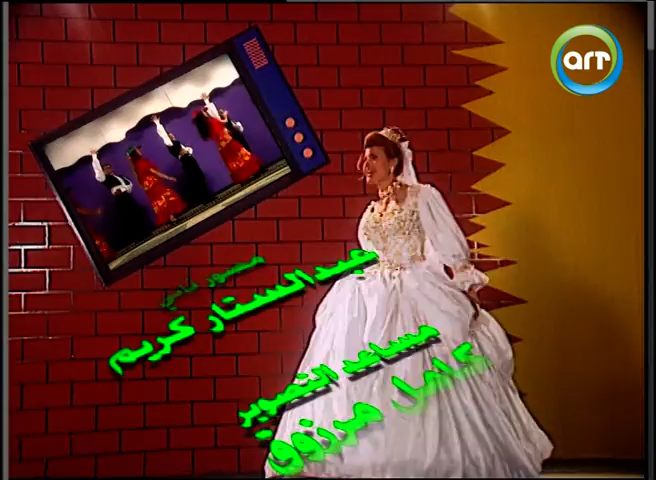 art
عبدالستار كريم
مساعد التصوير
كامل مرزوق